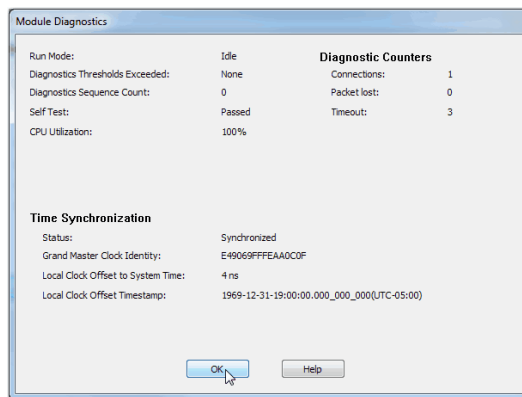 Module Diagnostics
Run Mode: Idle
Diagnostics Thresholds Exceeded: None
Diagnostics Sequence Count: 0
Self Test: Passed
CPU Utilization: 100%
Diagnostic Counters
Connections: 1
Packet lost: 0
Timeout: 3
Time Synchronization
Status: Synchronized
Grand Master Clock Identity: E49069FFFEAA0C0F
Local Clock Offset to System Time: 4 ns
Local Clock Offset Timestamp: 1969-12-31-19:00:00.000_000_000(UTC-05:00)
OK
Help